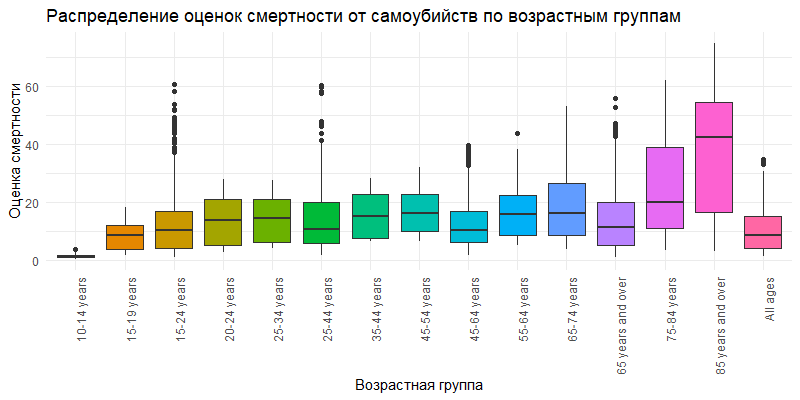 Распределение оценок смертности от самоубийств по возрастным группам
Оценка смертности
60
40
20
0
10-14 years
15-19 years
15-24 years
20-24 years
25-34 years
25-44 years
35-44 years
45-54 years
45-64 years
55-64 years
65-74 years
65 years and over
75-84 years
85 years and over
All ages
Возрастная группа